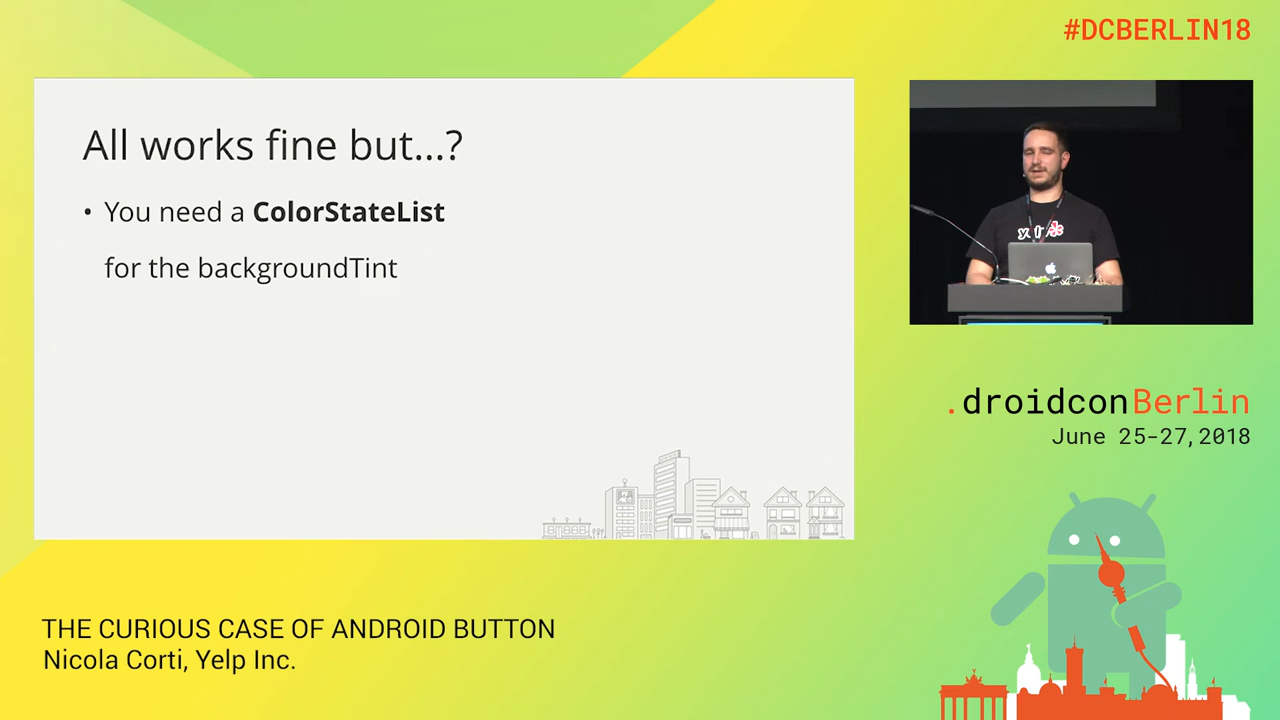 #DCBERLIN18
All works fine but...?
• You need a ColorStateList
for the backgroundTint
.droidconBerlin
June 25-27, 2018
THE CURIOUS CASE OF ANDROID BUTTON
Nicola Corti, Yelp Inc.